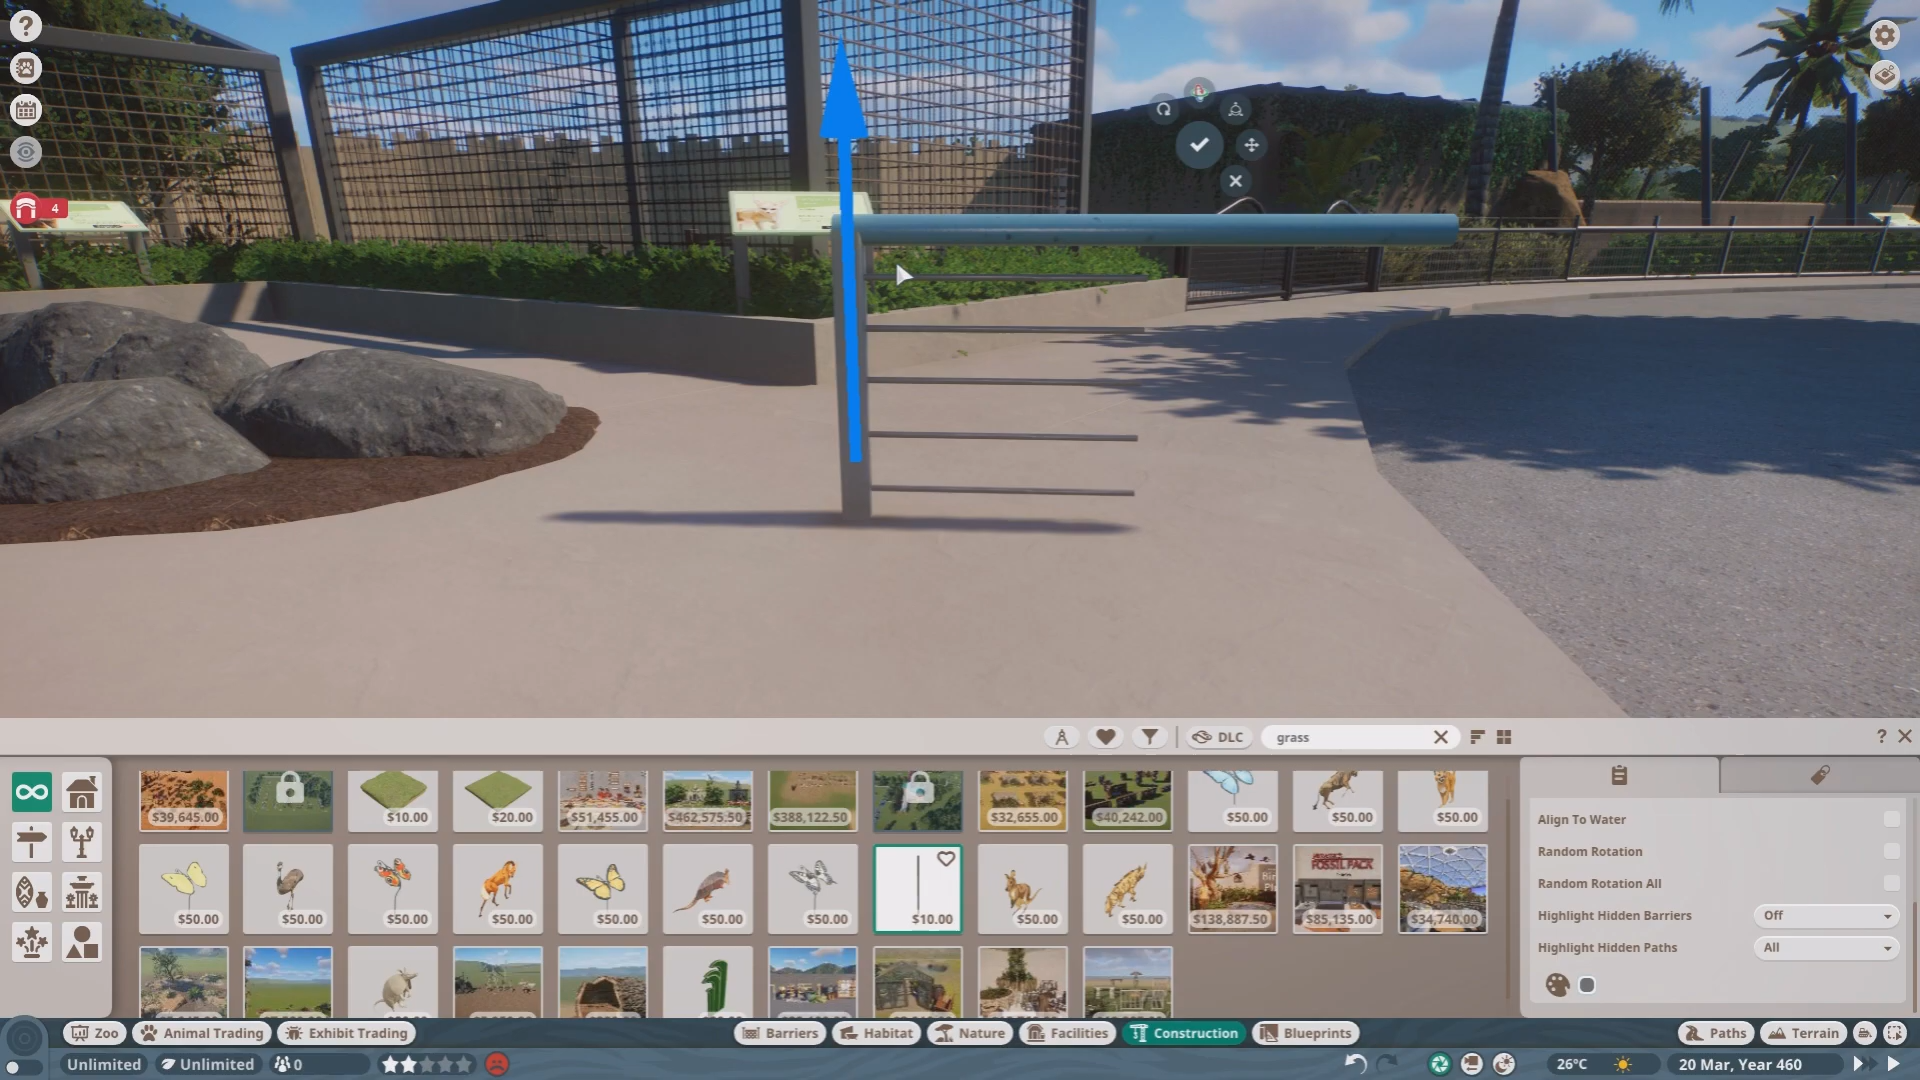 4
DLC
grass
?
$39,645.00
$10.00
$20.00
$51,455.00
$462,575.50
$388,122.50
$32,655.00
$40,242.00
$50.00
$50.00
$50.00
$50.00
$50.00
$50.00
$50.00
$50.00
$50.00
$50.00
$10.00
$50.00
$50.00
$138,887.50
FOSSIL PACK
$85,135.00
$34,740.00
Align To Water
Random Rotation
Random Rotation All
Highlight Hidden Barriers
Off
Highlight Hidden Paths
All
Zoo
Animal Trading
Exhibit Trading
Barriers
Habitat
Nature
Facilities
Construction
Blueprints
Paths
Terrain
Unlimited
Unlimited
0
26°C
20 Mar, Year 460